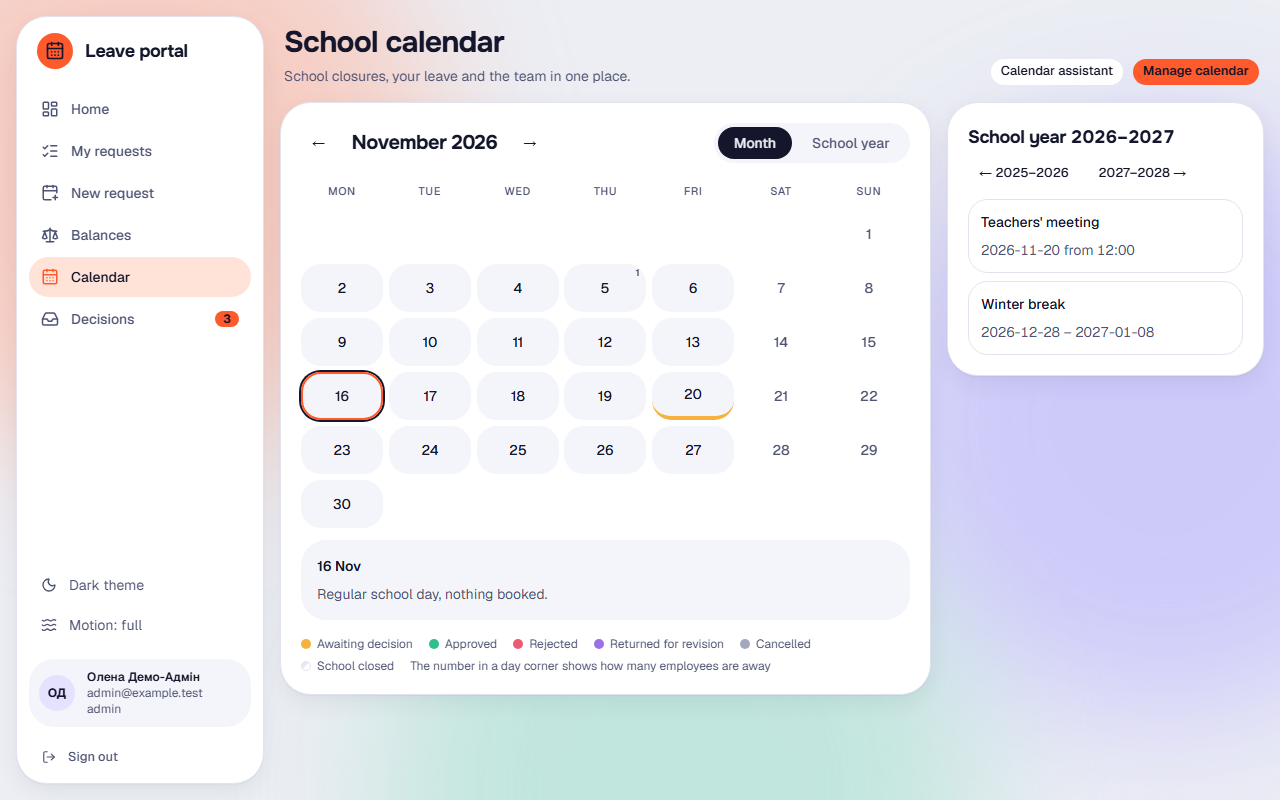 Leave portal
Home
My requests
New request
Balances
Calendar
Decisions 3
Dark theme
Motion: full
ОД
Олена Демо-Адмін
admin@example.test
admin
Sign out
School calendar
School closures, your leave and the team in one place.
Calendar assistant
Manage calendar
← November 2026 →
Month School year
MON TUE WED THU FRI SAT SUN
1
2 3 4 5 1 6 7 8
9 10 11 12 13 14 15
16 17 18 19 20 21 22
23 24 25 26 27 28 29
30
16 Nov
Regular school day, nothing booked.
Awaiting decision Approved Rejected Returned for revision Cancelled
School closed The number in a day corner shows how many employees are away
School year 2026–2027
← 2025–2026 2027–2028 →
Teachers' meeting
2026-11-20 from 12:00
Winter break
2026-12-28 – 2027-01-08